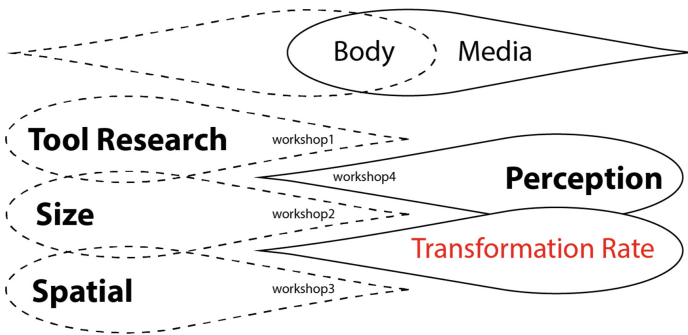 Body Media
Tool Research workshop1
workshop4 Perception
Size workshop2
Transformation Rate
Spatial workshop3